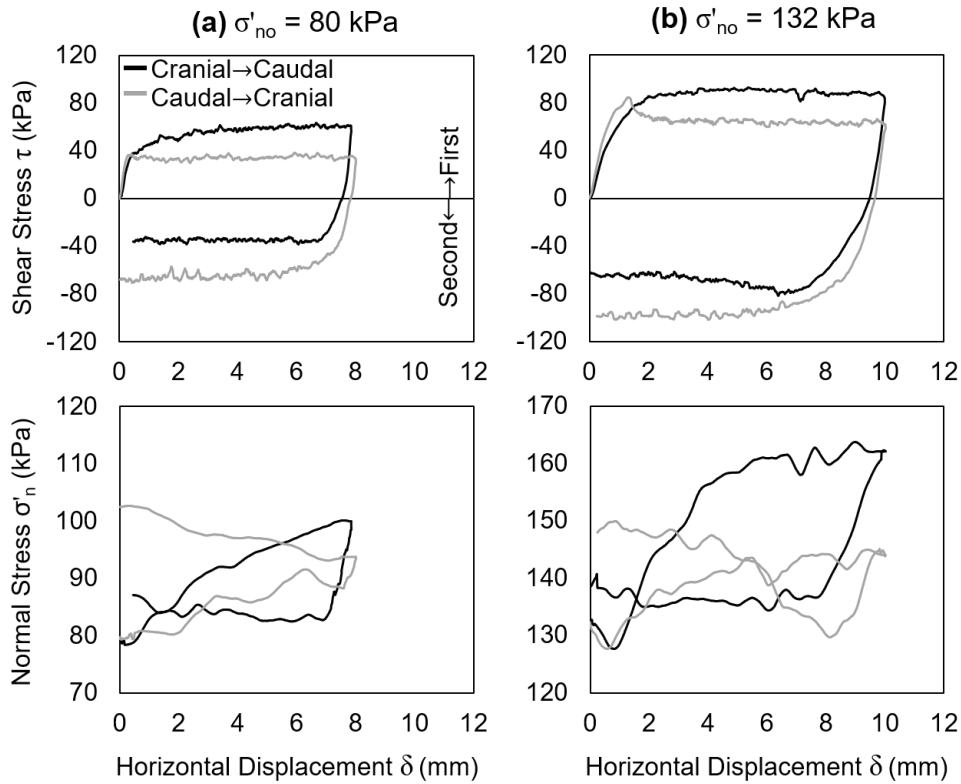 (a) σ'no = 80 kPa
(b) σ'no = 132 kPa
Shear Stress τ (kPa)
120
80
40
0
-40
-80
-120
Cranial→Caudal
Caudal→Cranial
Second←→First
0 2 4 6 8 10 12
120
80
40
0
-40
-80
-120
0 2 4 6 8 10 12
Normal Stress σ'n (kPa)
120
110
100
90
80
70
0 2 4 6 8 10 12
Horizontal Displacement δ (mm)
170
160
150
140
130
120
0 2 4 6 8 10 12
Horizontal Displacement δ (mm)